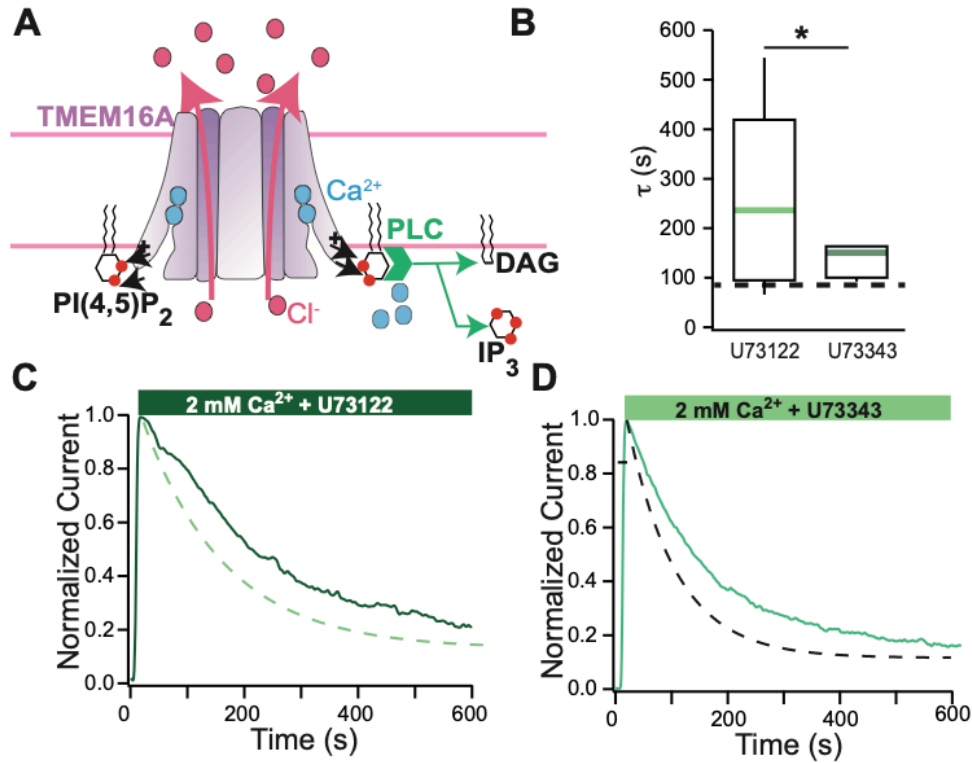 A
TMEM16A
Ca2+
PLC
DAG
PI(4,5)P2
Cl-
IP3
+
+
B
*
600
500
400
300
200
100
0
τ (s)
U73122
U73343
C
2 mM Ca2+ + U73122
Normalized Current
1.0
0.8
0.6
0.4
0.2
0.0
0
200
400
600
Time (s)
D
2 mM Ca2+ + U73343
Normalized Current
1.0
0.8
0.6
0.4
0.2
0.0
0
200
400
600
Time (s)